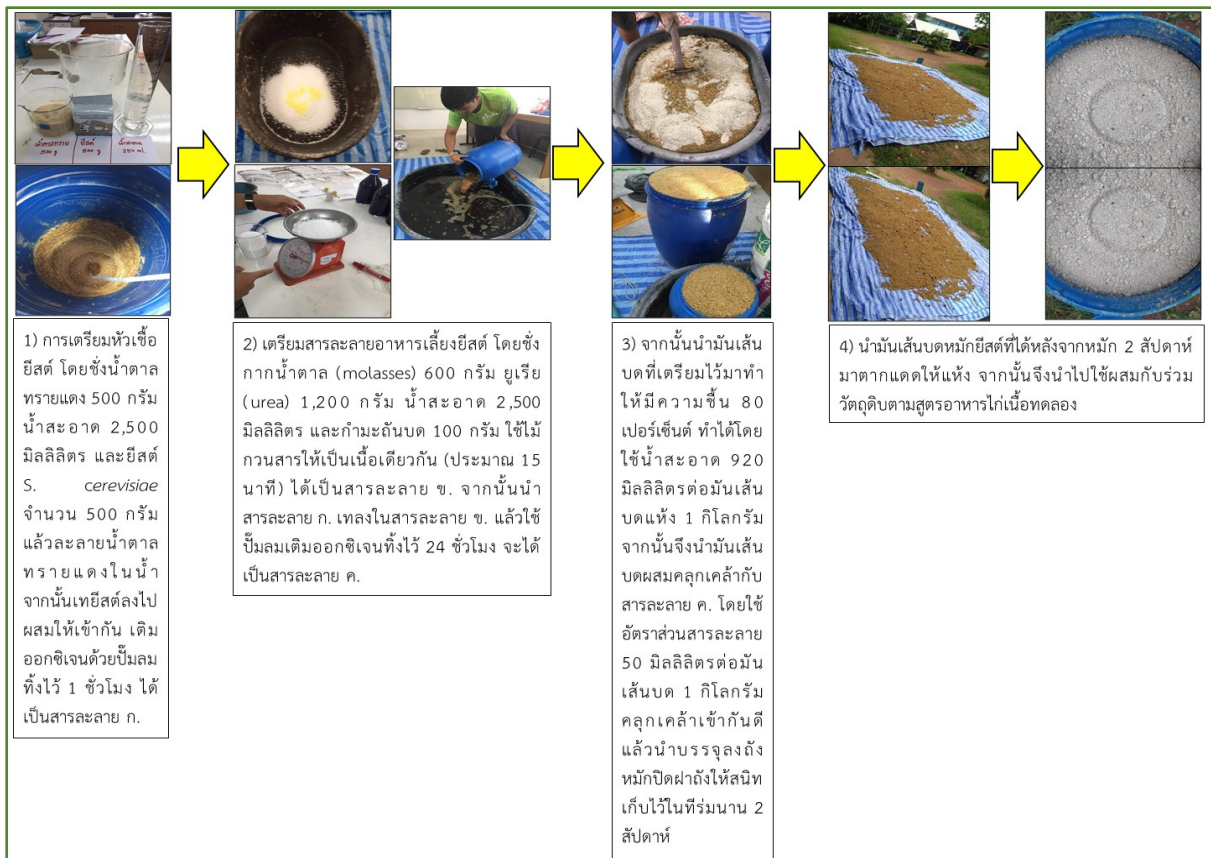 น้ำตาลทราย
500 g
ยีสต์
500 g
น้ำสะอาด
1) การเตรียมหัวเชื้อ
ยีสต์ โดยชั่งน้ำตาล
ทรายแดง 500 กรัม
น้ำสะอาด 2,500
มิลลิลิตร และยีสต์
S. cerevisiae
จำนวน 500 กรัม
แล้วละลายน้ำตาล
ทรายแดงในน้ำ
จากนั้นเทยีสต์ลงไป
ผสมให้เข้ากัน เติม
ออกซิเจนด้วยปั๊มลม
ทิ้งไว้ 1 ชั่วโมง ได้
เป็นสารละลาย ก.
2) เตรียมสารละลายอาหารเลี้ยงยีสต์ โดยชั่ง
กากน้ำตาล (molasses) 600 กรัม ยูเรีย
(urea) 1,200 กรัม น้ำสะอาด 2,500
มิลลิลิตร และกำมะถันบด 100 กรัม ใช้ไม้
กวนสารให้เป็นเนื้อเดียวกัน (ประมาณ 15
นาที) ได้เป็นสารละลาย ข. จากนั้นนำ
สารละลาย ก. เทลงในสารละลาย ข. แล้วใช้
ปั๊มลมเติมออกซิเจนทิ้งไว้ 24 ชั่วโมง จะได้
เป็นสารละลาย ค.
3) จากนั้นนำมันเส้น
บดที่เตรียมไว้มาทำ
ให้มีความชื้น 80
เปอร์เซ็นต์ ทำได้โดย
ใช้น้ำสะอาด 920
มิลลิลิตรต่อมันเส้น
บดแห้ง 1 กิโลกรัม
จากนั้นจึงนำมันเส้น
บดผสมคลุกเคล้ากับ
สารละลาย ค. โดยใช้
อัตราส่วนสารละลาย
50 มิลลิลิตรต่อมัน
เส้นบด 1 กิโลกรัม
คลุกเคล้าเข้ากันดี
แล้วนำบรรจุลงถัง
หมักปิดฝาถังให้สนิท
เก็บไว้ในที่ร่มนาน 2
สัปดาห์
4) นำมันเส้นบดหมักยีสต์ที่ได้หลังจากหมัก 2 สัปดาห์
มาตากแดดให้แห้ง จากนั้นจึงนำไปใช้ผสมกับร่วม
วัตถุดิบตามสูตรอาหารไก่เนื้อทดลอง